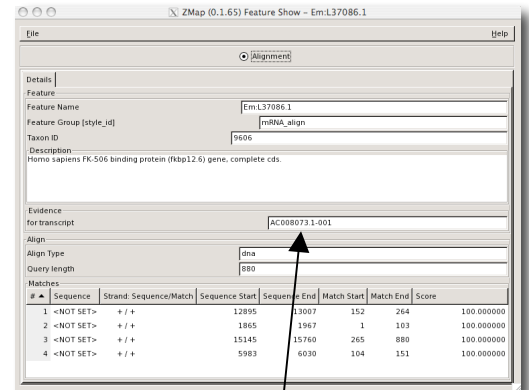 ZMap (0.1.65) Feature Show - Em:L37086.1
File Help
Alignment
Details
Feature
Feature Name Em:L37086.1
Feature Group [style_id] mRNA_align
Taxon ID 9606
Description
Homo sapiens FK-506 binding protein (fkbp12.6) gene, complete cds.
Evidence
for transcript AC008073.1-001
Align
Align Type dna
Query length 880
Matches
# Sequence Strand: Sequence/Match Sequence Start Sequence End Match Start Match End Score
1 <NOT SET> + / + 12895 13007 152 264 100.000000
2 <NOT SET> + / + 1865 1967 1 103 100.000000
3 <NOT SET> + / + 15145 15760 265 880 100.000000
4 <NOT SET> + / + 5983 6030 104 151 100.000000